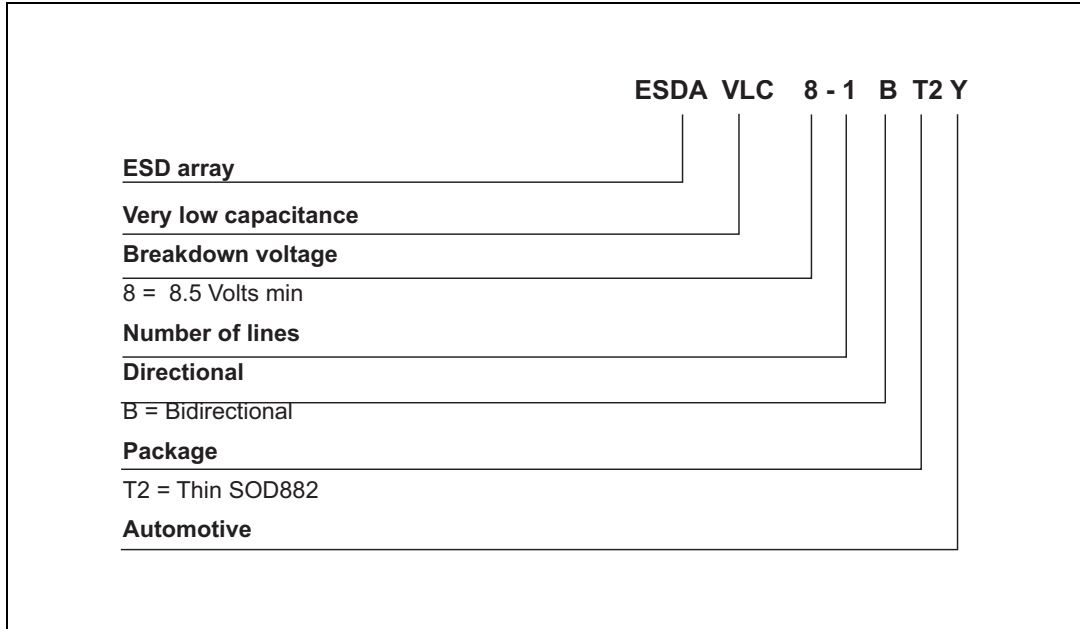 ESDA VLC 8 - 1 B T2 Y
ESD array
Very low capacitance
Breakdown voltage
8 = 8.5 Volts min
Number of lines
Directional
B = Bidirectional
Package
T2 = Thin SOD882
Automotive